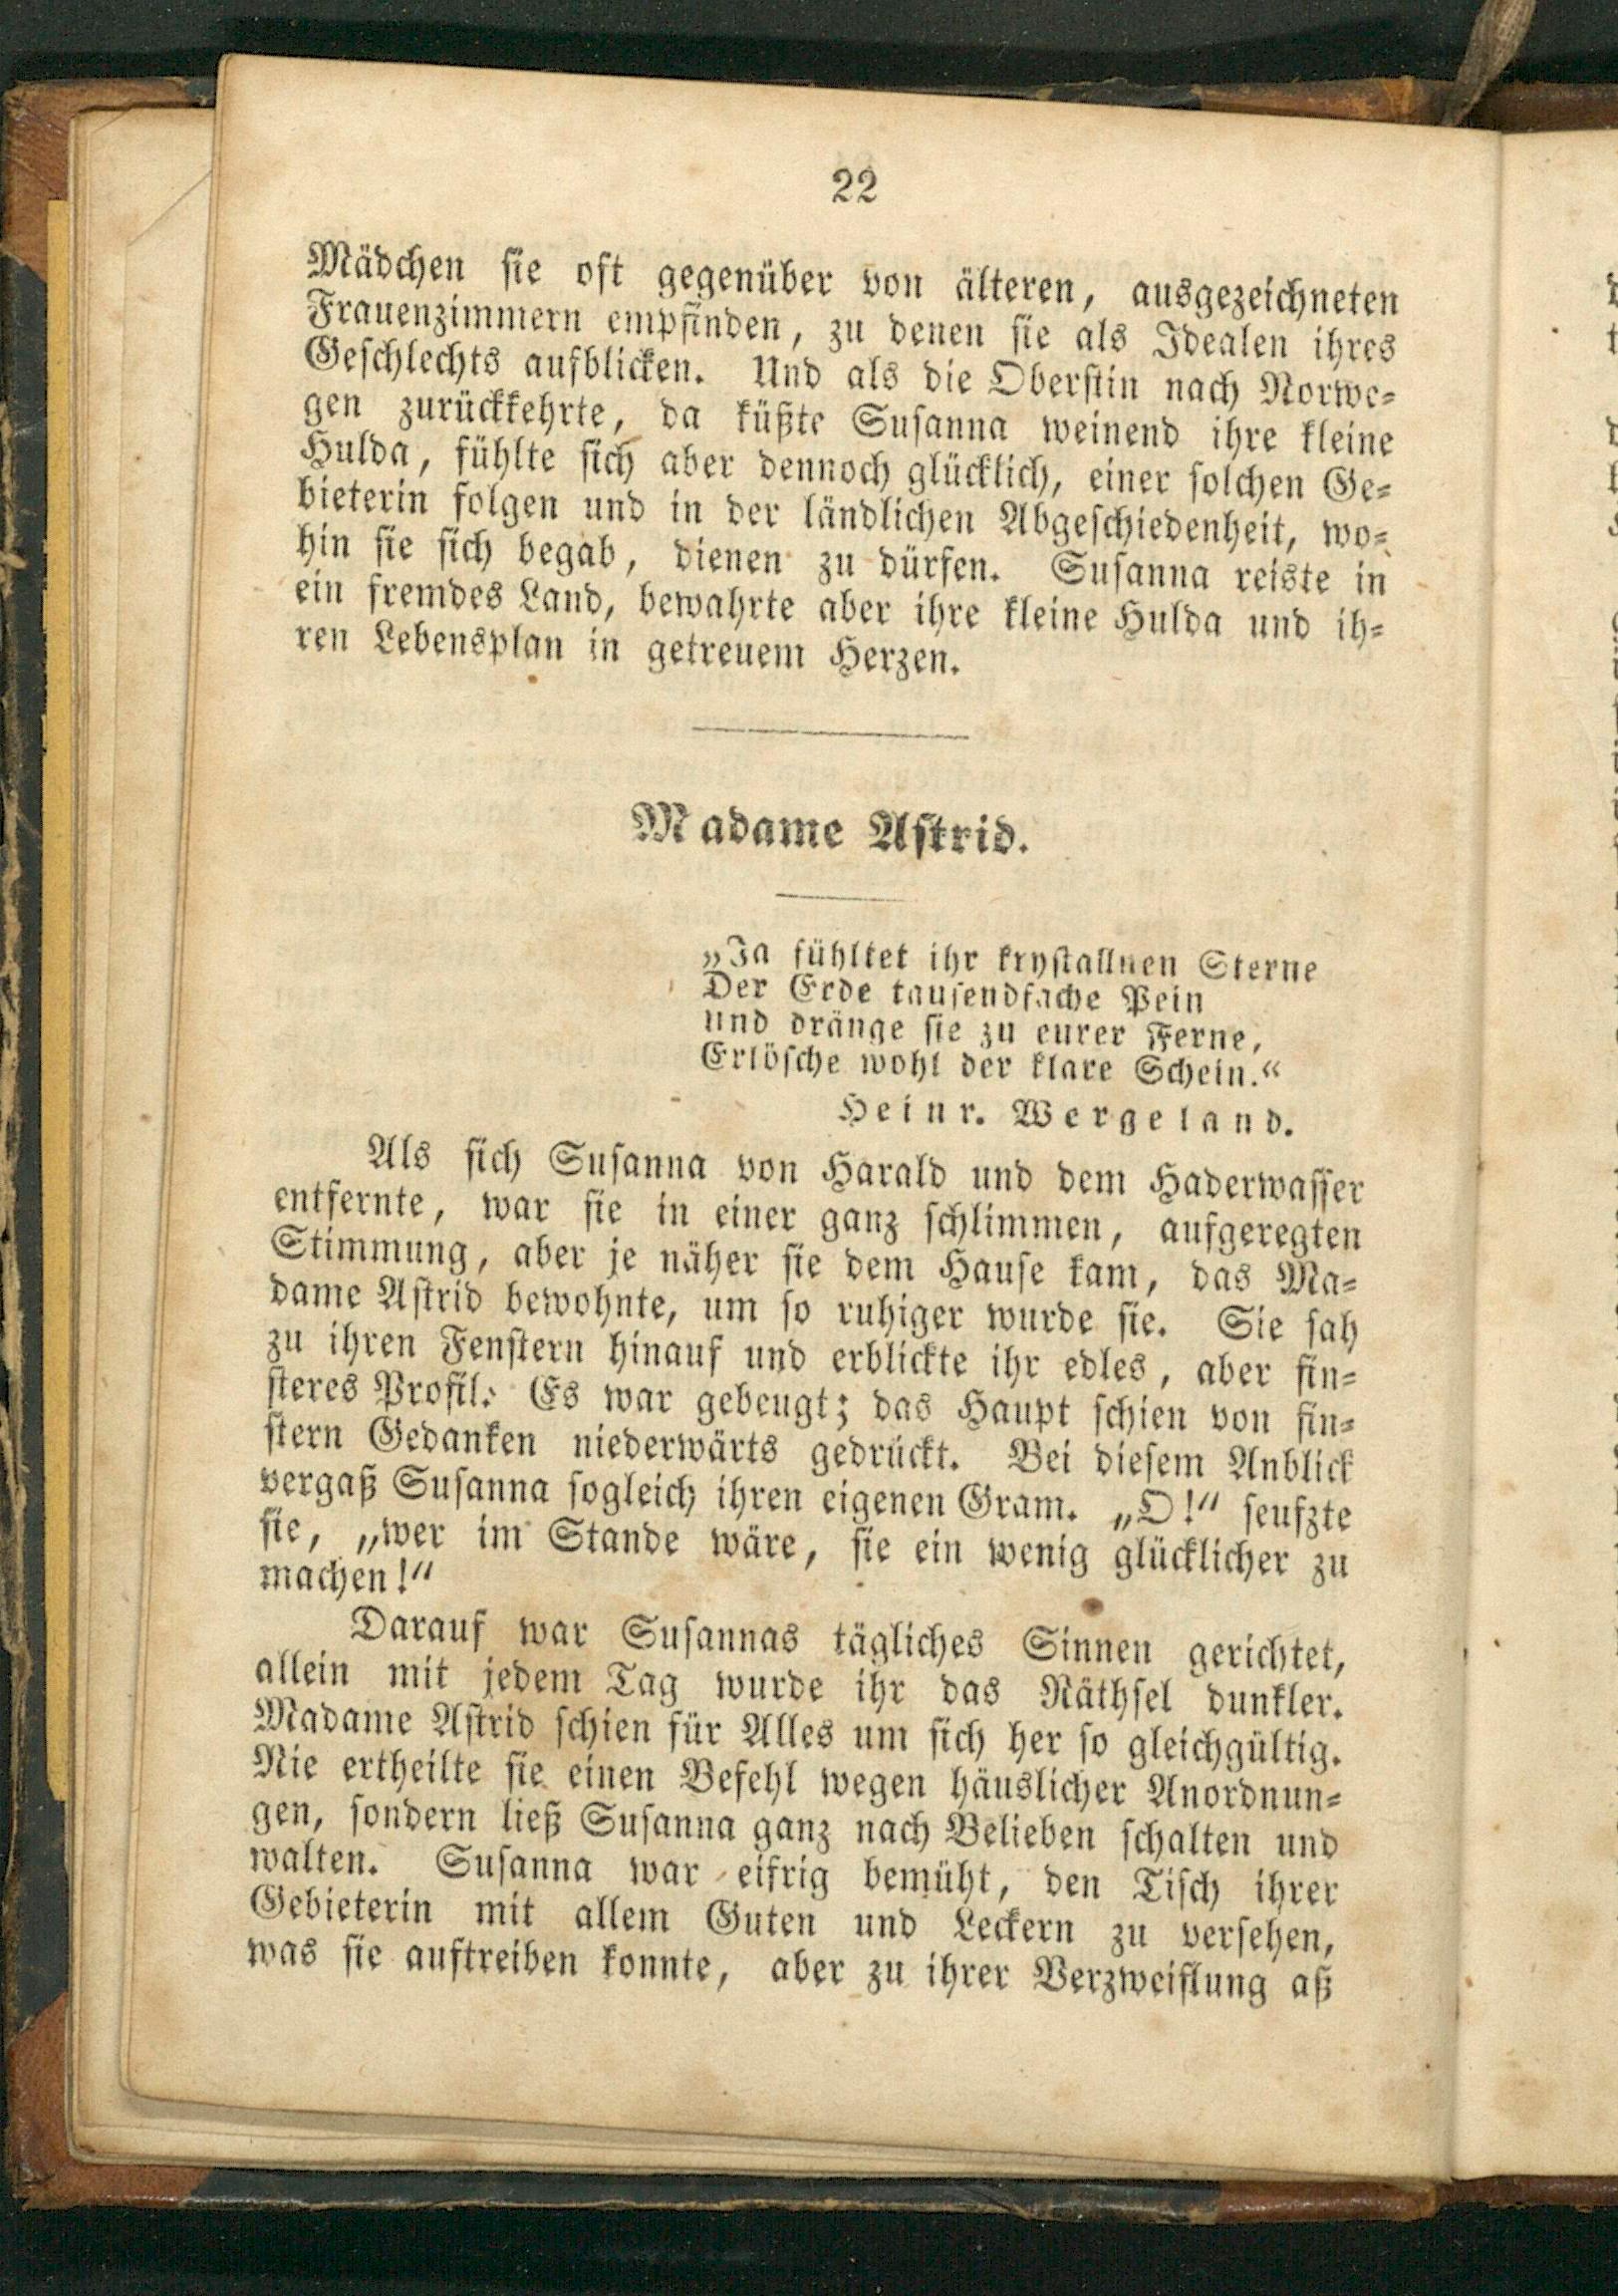 22
Mädchen sie oft gegenüber von älteren, ausgezeichneten
Frauenzimmern empfinden, zu denen sie als Idealen ihres
Geschlechts aufblicken. Und als die Oberstin nach Norwe-
gen zurückkehrte, da küßte Susanna weinend ihre kleine
Hulda, fühlte sich aber dennoch glücklich, einer solchen Ge-
bieterin folgen und in der ländlichen Abgeschiedenheit, wo-
hin sie sich begab, dienen zu dürfen. Susanna reiste in
ein fremdes Land, bewahrte aber ihre kleine Hulda und ih-
ren Lebensplan in getreuem Herzen.
Madame Astrid.
„Ja fühltet ihr krystallnen Sterne
Der Erde tausendfache Pein
und dränge sie zu eurer Ferne,
Erlösche wohl der klare Schein.“
Heinr. Wergeland.
Als sich Susanna von Harald und dem Haderwasser
entfernte, war sie in einer ganz schlimmen, aufgeregten
Stimmung, aber je näher sie dem Hause kam, das Ma-
dame Astrid bewohnte, um so ruhiger wurde sie. Sie sah
zu ihren Fenstern hinauf und erblickte ihr edles, aber fin-
steres Profil. Es war gebeugt; das Haupt schien von fin-
stern Gedanken niederwärts gedrückt. Bei diesem Anblick
vergaß Susanna sogleich ihren eigenen Gram. „O!“ seufzte
sie, „wer im Stande wäre, sie ein wenig glücklicher zu
machen!“
Darauf war Susannas tägliches Sinnen gerichtet,
allein mit jedem Tag wurde ihr das Räthsel dunkler.
Madame Astrid schien für Alles um sich her so gleichgültig.
Nie ertheilte sie einen Befehl wegen häuslicher Anordnun-
gen, sondern ließ Susanna ganz nach Belieben schalten und
walten. Susanna war eifrig bemüht, den Tisch ihrer
Gebieterin mit allem Guten und Leckern zu versehen,
was sie auftreiben konnte, aber zu ihrer Verzweiflung aß